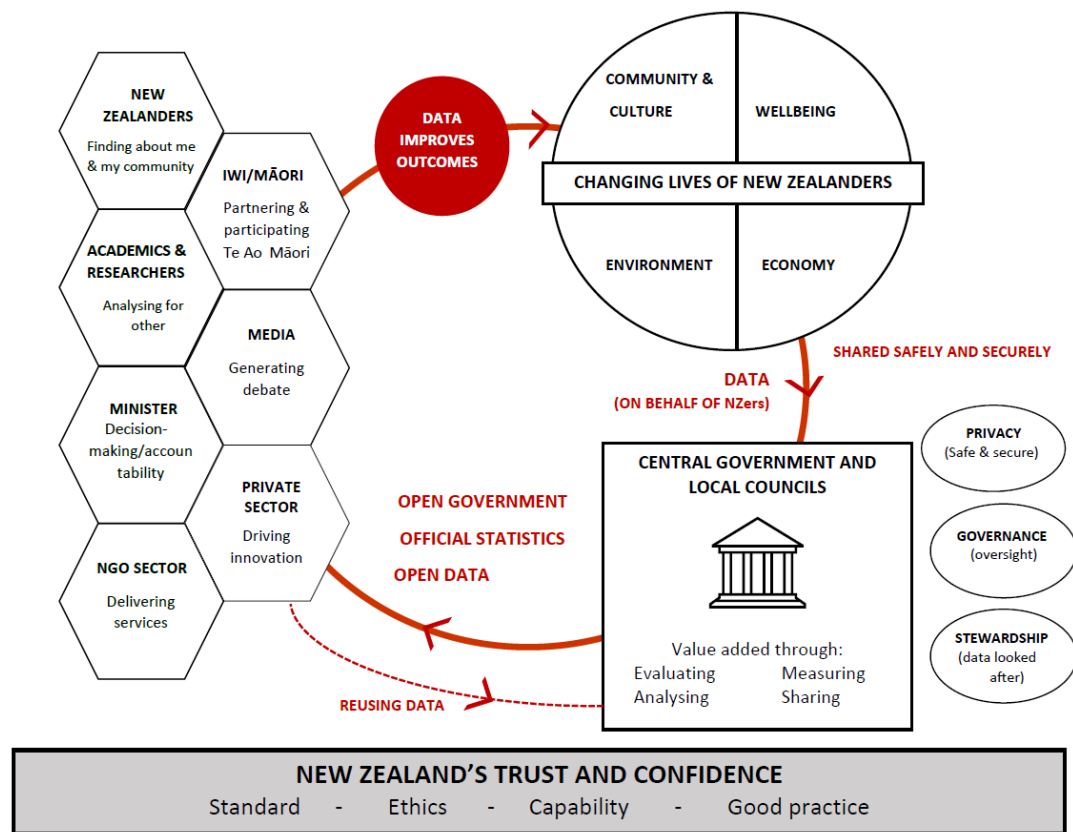 NEW
ZEALANDERS
Finding about me
& my community
IWI/MĀORI
Partnering &
participating
Te Ao Māori
ACADEMICS &
RESEARCHERS
Analysing for
other
MEDIA
Generating
debate
MINISTER
Decision-
making/accoun
tability
PRIVATE
SECTOR
Driving
innovation
NGO SECTOR
Delivering
services
DATA
IMPROVES
OUTCOMES
COMMUNITY &
CULTURE
WELLBEING
CHANGING LIVES OF NEW ZEALANDERS
ENVIRONMENT
ECONOMY
SHARED SAFELY AND SECURELY
DATA
(ON BEHALF OF NZers)
CENTRAL GOVERNMENT AND
LOCAL COUNCILS
Value added through:
Evaluating Measuring
Analysing Sharing
PRIVACY
(Safe & secure)
GOVERNANCE
(oversight)
STEWARDSHIP
(data looked
after)
OPEN GOVERNMENT
OFFICIAL STATISTICS
OPEN DATA
REUSING DATA
NEW ZEALAND'S TRUST AND CONFIDENCE
Standard - Ethics - Capability - Good practice